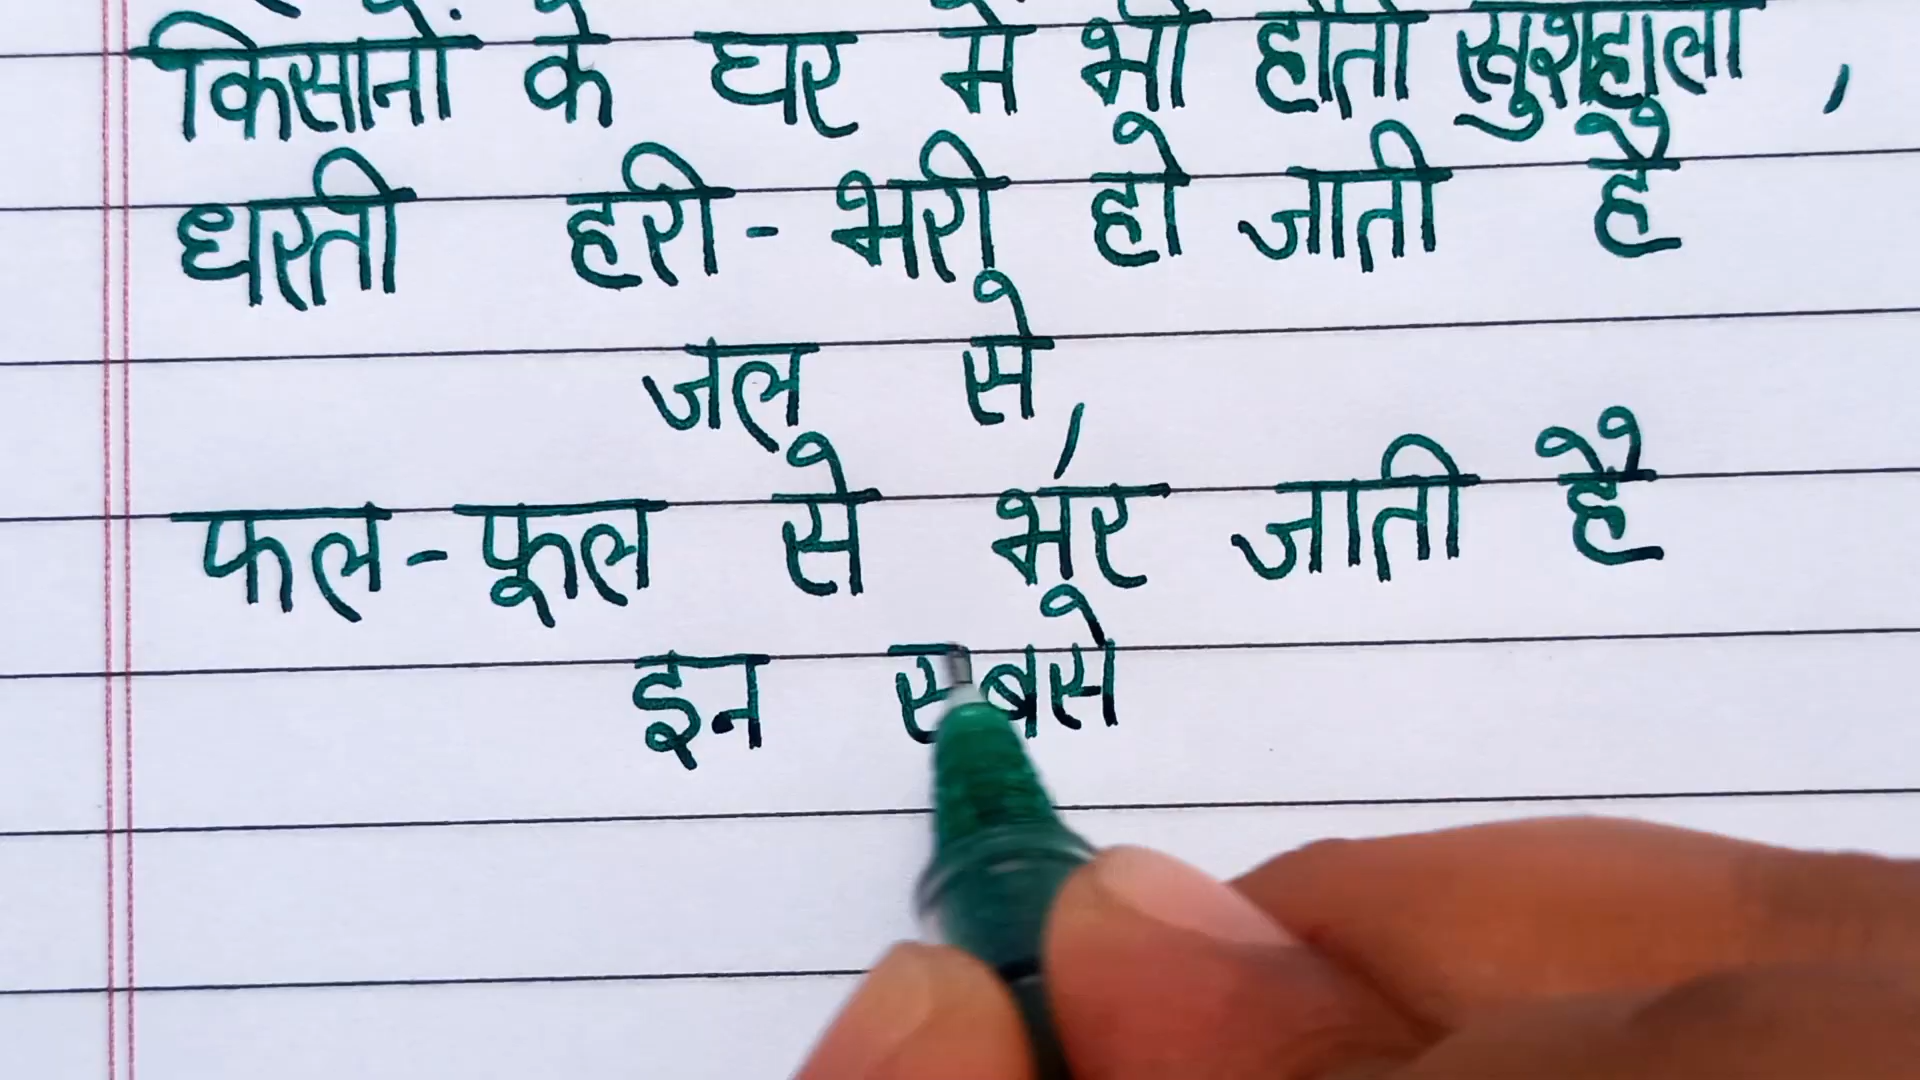 किसानों के घर में भी होती खुशहाली ,
धरती हरी - भरी हो जाती है
जल से ,
फल - फूल से भर जाती है
इन सबसे